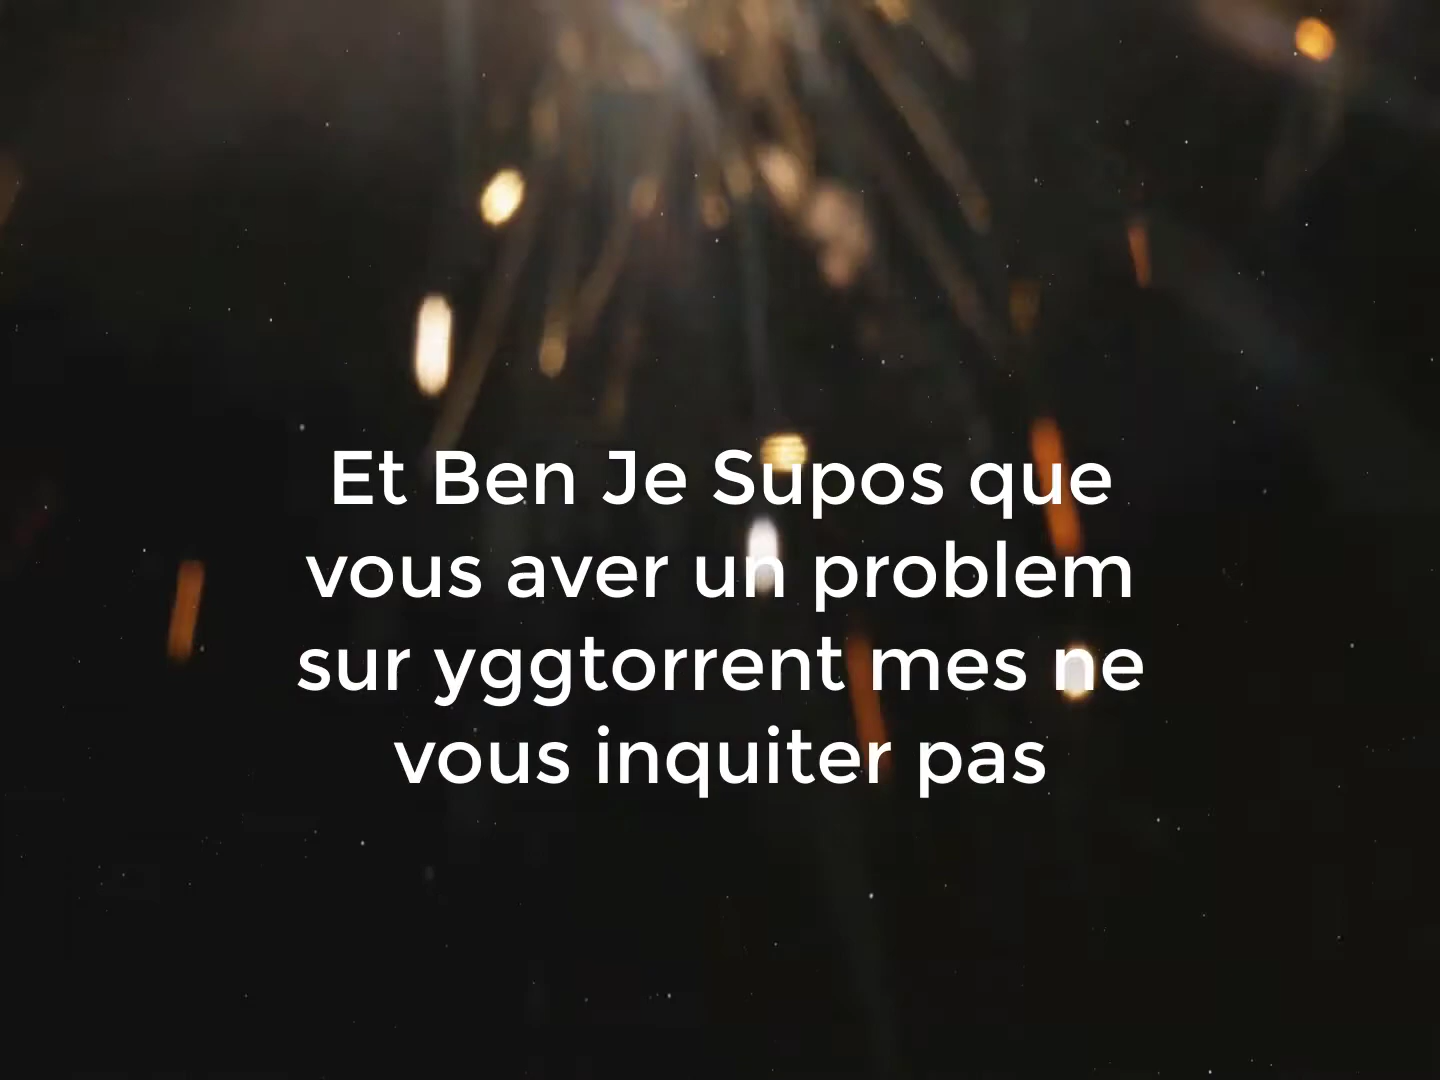 Et Ben Je Supos que
vous aver un problem
sur yggtorrent mes ne
vous inquiter pas